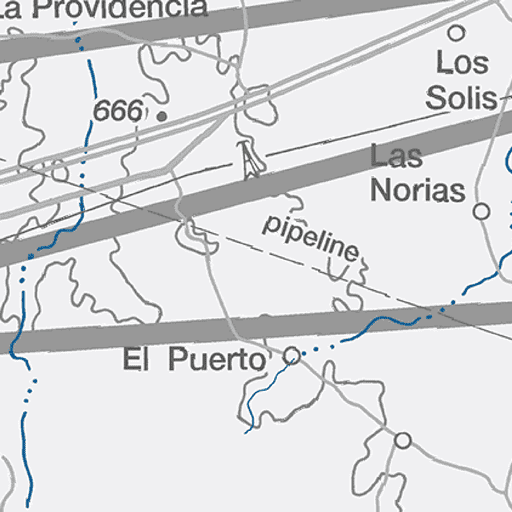 La Providencia
Los
Solis
666
Las
Norias
pipeline
El Puerto